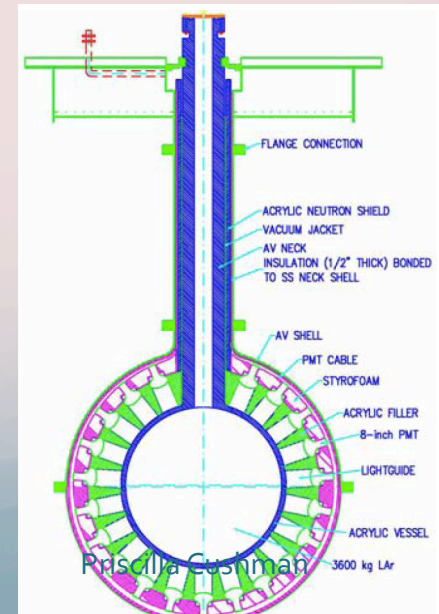 FLANGE CONNECTION
ACRYLIC NEUTRON SHIELD
VACUUM JACKET
AV NECK
INSULATION (1/2" THICK) BONDED
TO SS NECK SHELL
AV SHELL
PMT CABLE
STYROFOAM
ACRYLIC FILLER
8-inch PMT
LIGHTGUIDE
ACRYLIC VESSEL
3600 kg LAr
Priscilla Cushman